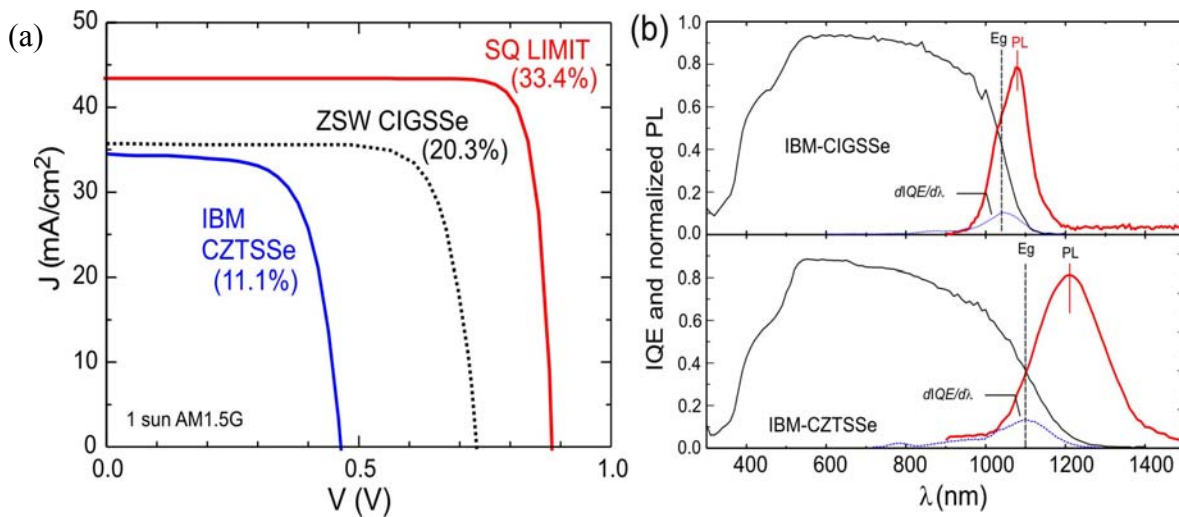 (a)
50
40
30
20
10
0
J (mA/cm²)
SQ LIMIT
(33.4%)
ZSW CIGSSe
(20.3%)
IBM
CZTSSe
(11.1%)
1 sun AM1.5G
0.0
0.5
1.0
V (V)
(b)
IQE and normalized PL
1.0
0.8
0.6
0.4
0.2
0.0
Eg
PL
IBM-CIGSSe
dIQE/dλ
0.8
0.6
0.4
0.2
0.0
Eg
PL
dIQE/dλ
IBM-CZTSSe
400
600
800
1000
1200
1400
λ (nm)